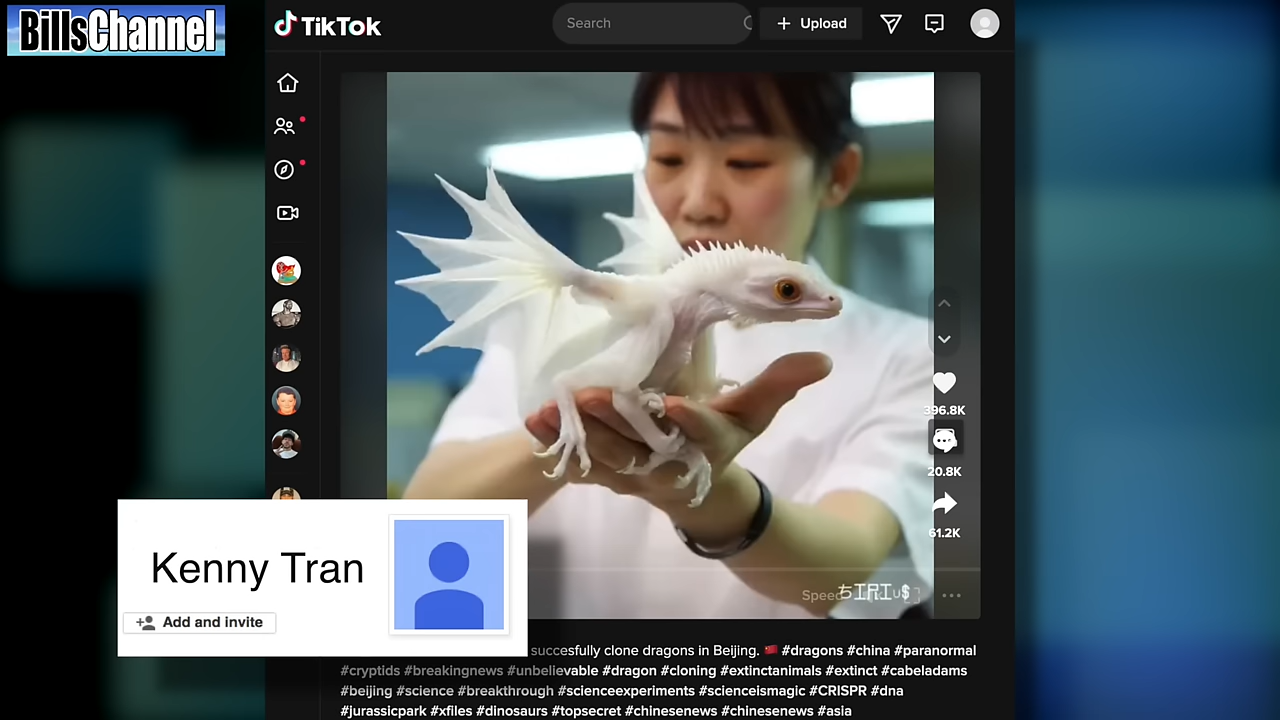 BillsChannel
TikTok
Search
+ Upload
396.8K
20.8K
61.2K
Kenny Tran
Add and invite
Speed
succesfully clone dragons in Beijing. 🇨🇳 #dragons #china #paranormal
#cryptids #breakingnews #unbelievable #dragon #cloning #extinctanimals #extinct #cabeladams
#beijing #science #breakthrough #scienceexperiments #scienceismagic #CRISPR #dna
#jurassicpark #xfiles #dinosaurs #topsecret #chinesenews #chinesenews #asia